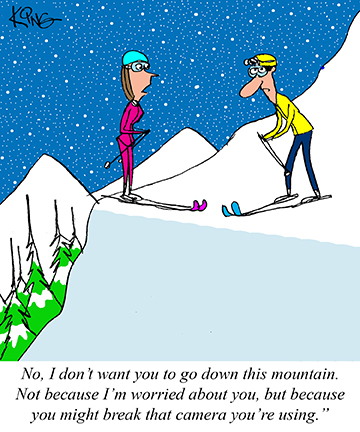 KING
No, I don't want you to go down this mountain.
Not because I'm worried about you, but because
you might break that camera you're using.”